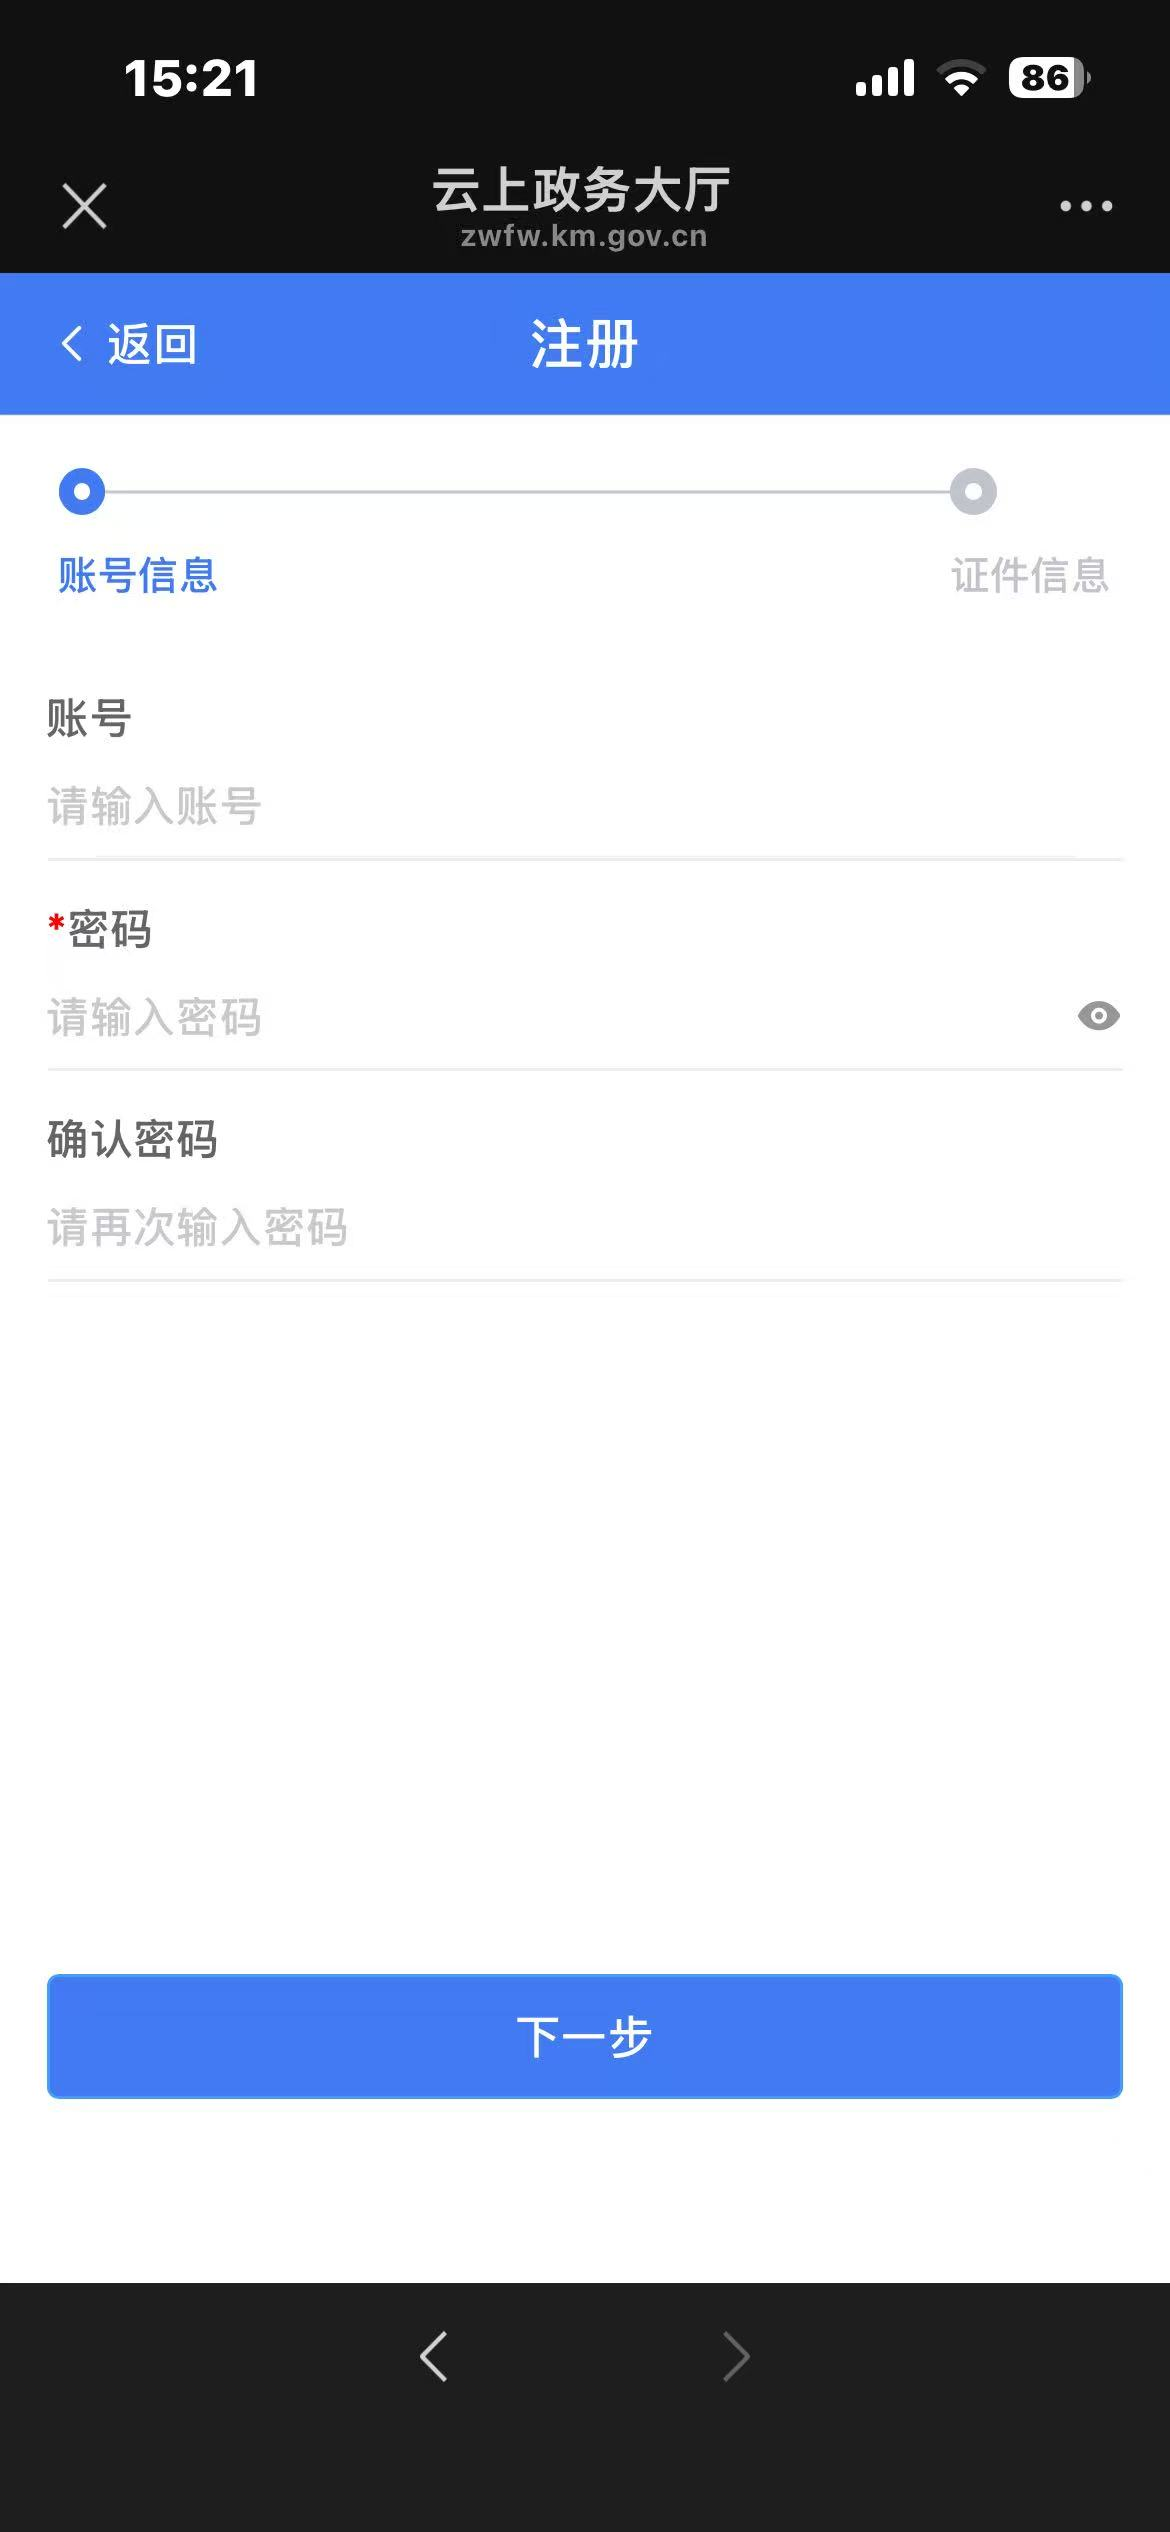 15:21
86
云上政务大厅
zwfw.km.gov.cn
返回
注册
账号信息
证件信息
账号
请输入账号
*密码
请输入密码
确认密码
请再次输入密码
下一步